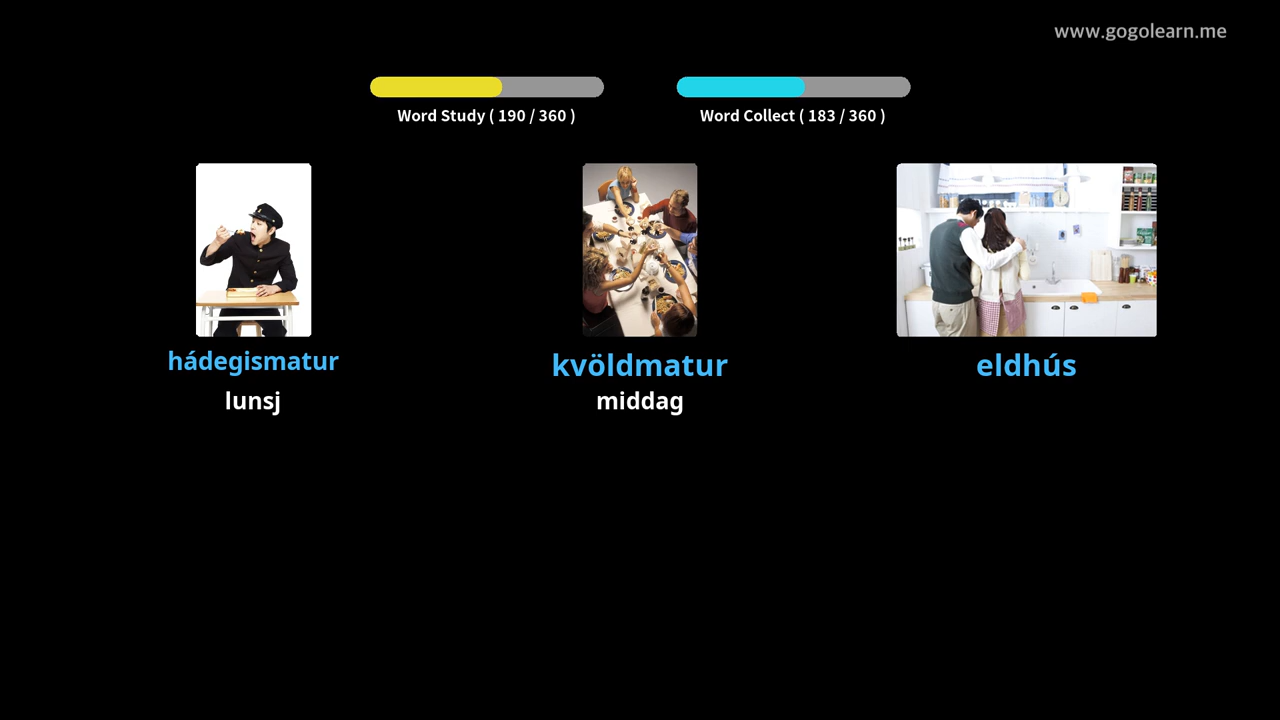 www.gogolearn.me
Word Study ( 190 / 360 )
Word Collect ( 183 / 360 )
hádegismatur
kvöldmatur
eldhús
lunsj
middag